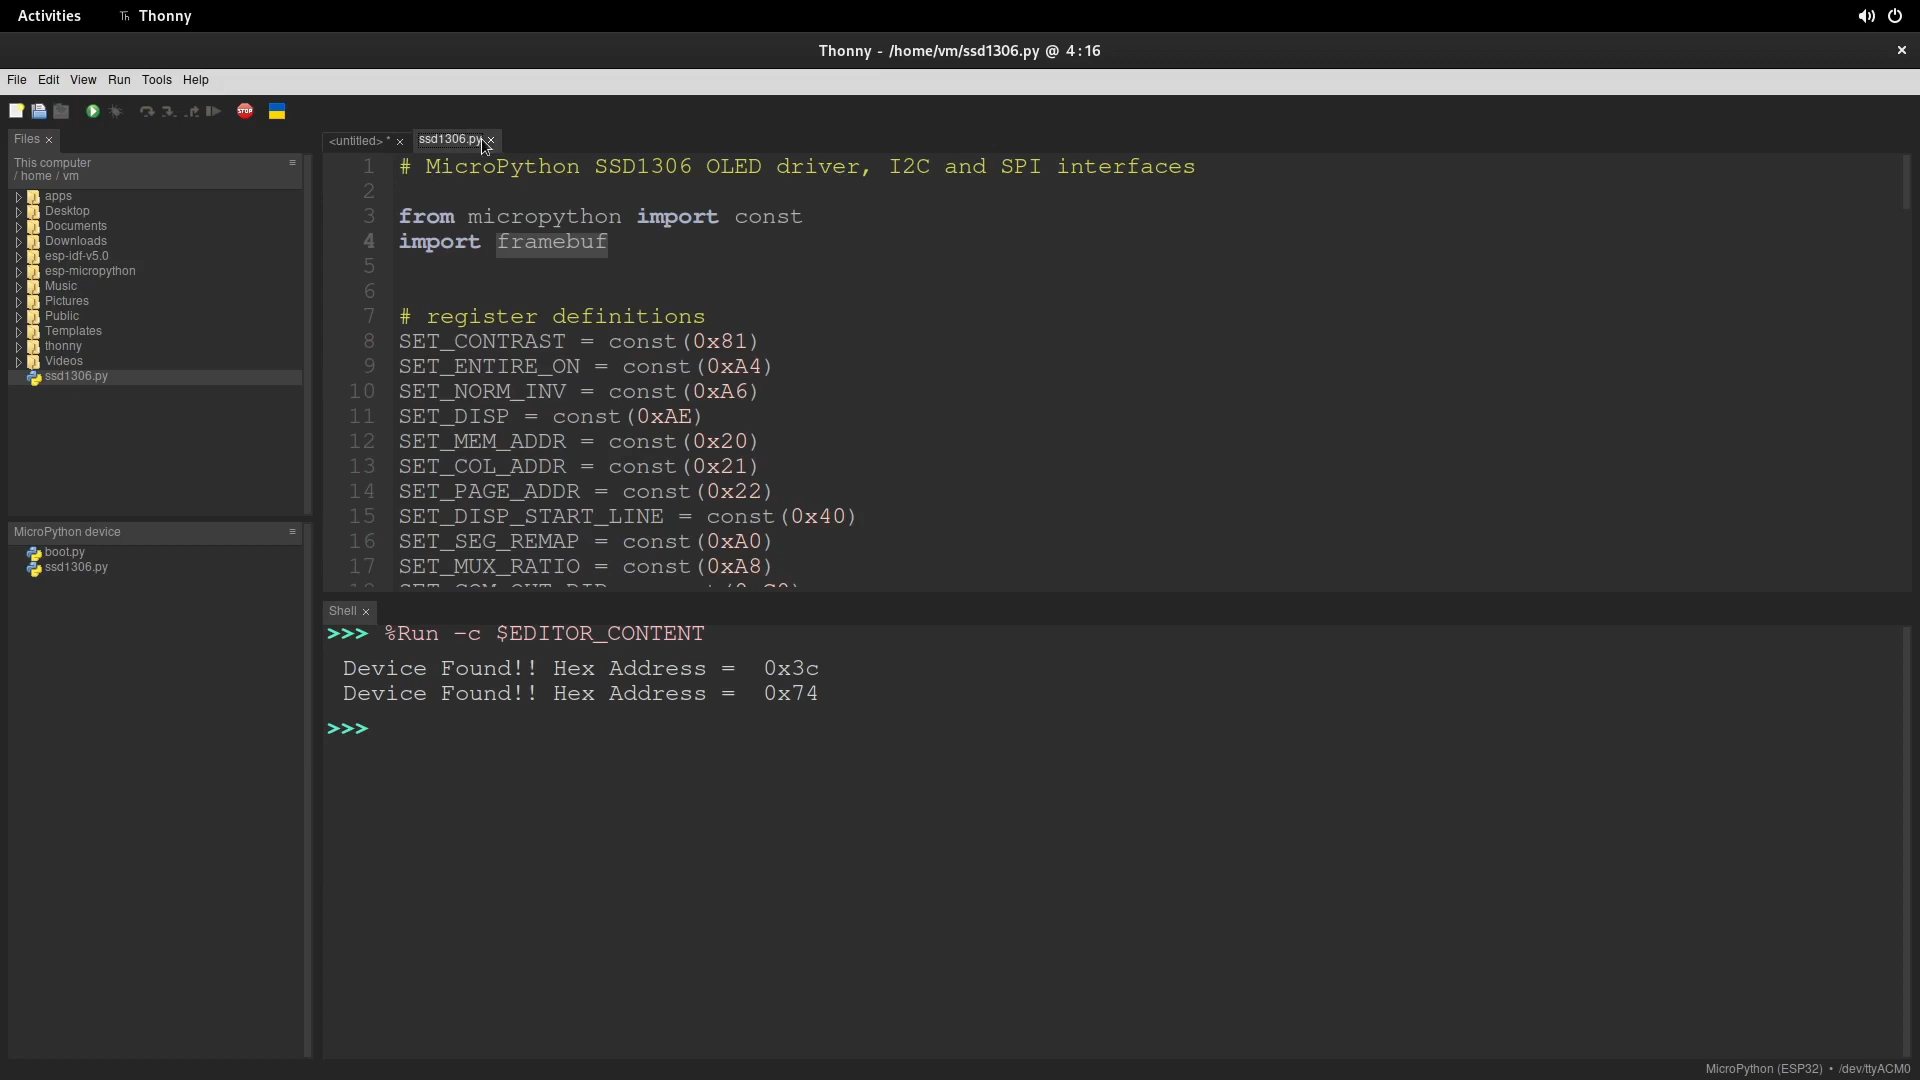 Activities Thonny
Thonny - /home/vm/ssd1306.py @ 4:16
File Edit View Run Tools Help
STOP
Files
This computer
/ home / vm
apps
Desktop
Documents
Downloads
esp-idf-v5.0
esp-micropython
Music
Pictures
Public
Templates
thonny
Videos
ssd1306.py
MicroPython device
boot.py
ssd1306.py
<untitled> * ssd1306.py
1 # MicroPython SSD1306 OLED driver, I2C and SPI interfaces
2
3 from micropython import const
4 import framebuf
5
6
7 # register definitions
8 SET_CONTRAST = const(0x81)
9 SET_ENTIRE_ON = const(0xA4)
10 SET_NORM_INV = const(0xA6)
11 SET_DISP = const(0xAE)
12 SET_MEM_ADDR = const(0x20)
13 SET_COL_ADDR = const(0x21)
14 SET_PAGE_ADDR = const(0x22)
15 SET_DISP_START_LINE = const(0x40)
16 SET_SEG_REMAP = const(0xA0)
17 SET_MUX_RATIO = const(0xA8)
Shell
>>> %Run -c $EDITOR_CONTENT
Device Found!! Hex Address = 0x3c
Device Found!! Hex Address = 0x74
>>>
MicroPython (ESP32) • /dev/ttyACM0